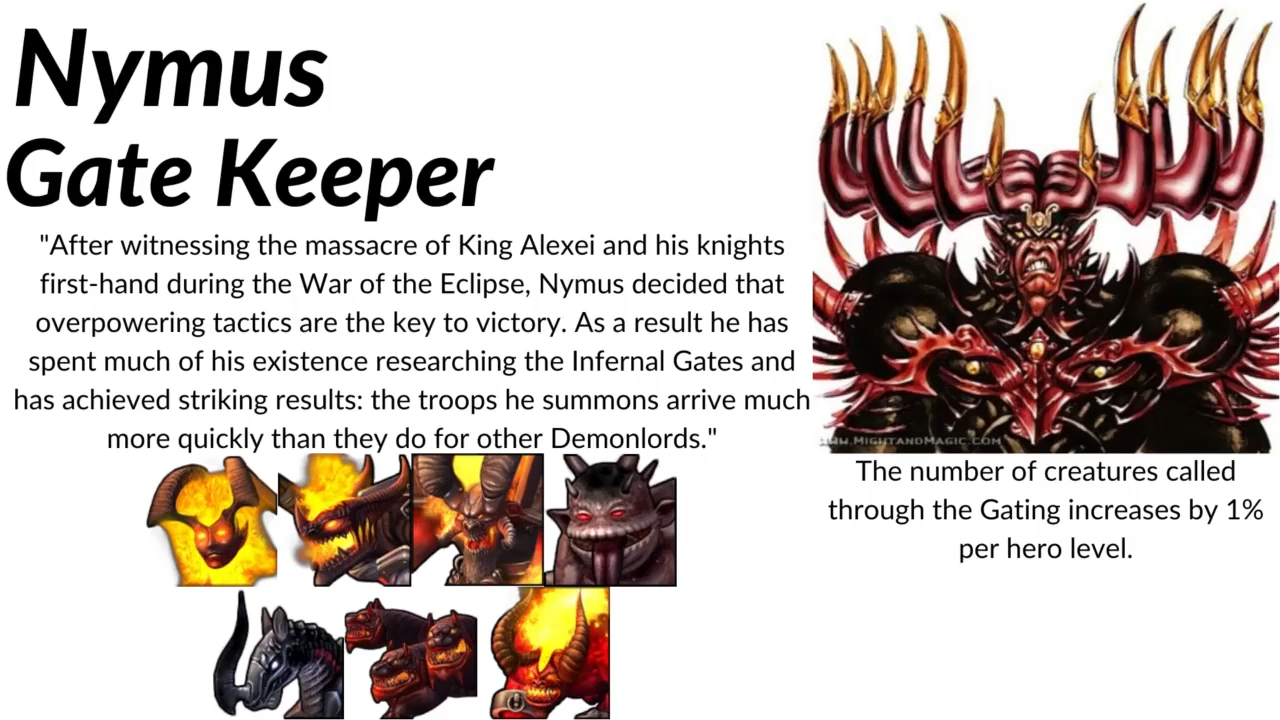 Nymus
Gate Keeper
"After witnessing the massacre of King Alexei and his knights
first-hand during the War of the Eclipse, Nymus decided that
overpowering tactics are the key to victory. As a result he has
spent much of his existence researching the Infernal Gates and
has achieved striking results: the troops he summons arrive much
more quickly than they do for other Demonlords."
WW.MIGHTANDMAGIC.COM
The number of creatures called
through the Gating increases by 1%
per hero level.